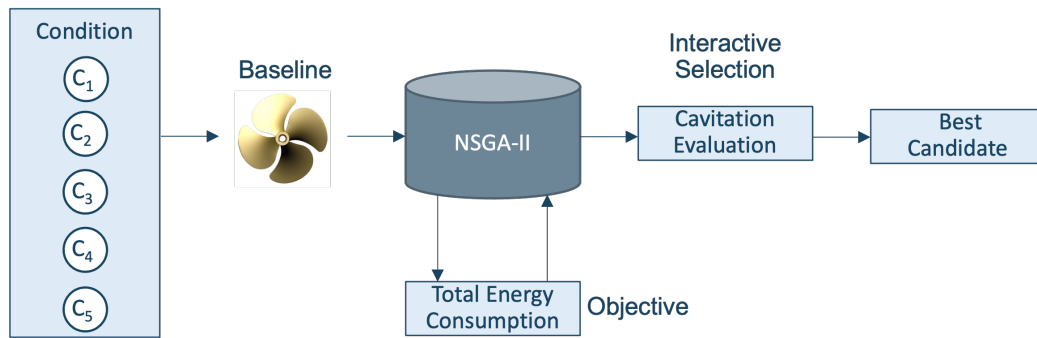 Condition
C1
C2
C3
C4
C5
Baseline
NSGA-II
Total Energy
Consumption
Objective
Interactive
Selection
Cavitation
Evaluation
Best
Candidate